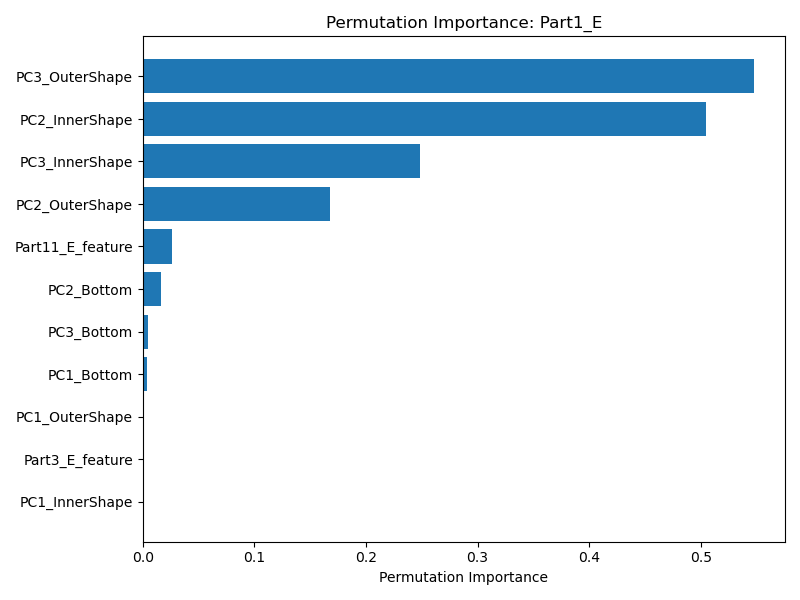 Permutation Importance: Part1_E
PC3_OuterShape
PC2_InnerShape
PC3_InnerShape
PC2_OuterShape
Part11_E_feature
PC2_Bottom
PC3_Bottom
PC1_Bottom
PC1_OuterShape
Part3_E_feature
PC1_InnerShape
0.0 0.1 0.2 0.3 0.4 0.5
Permutation Importance